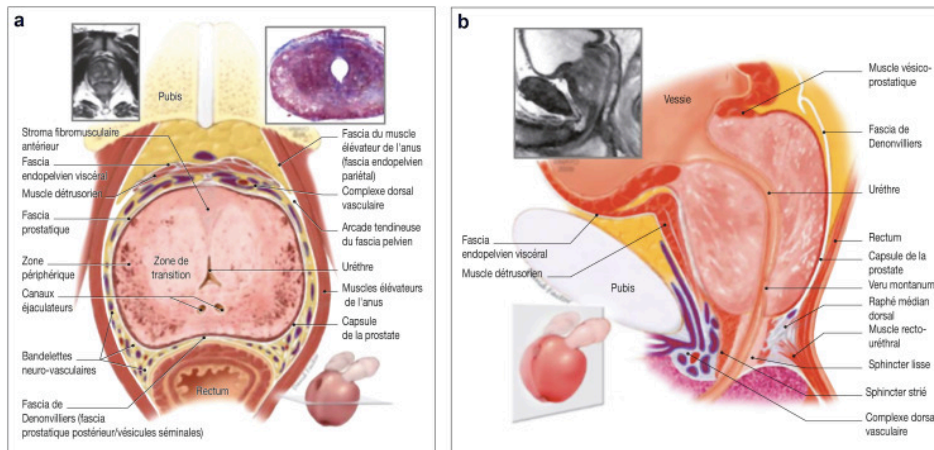 a
Pubis
Stroma fibromusculaire
antérieur
Fascia
endopelvien viscéral
Muscle détrusorien
Fascia
prostatique
Zone
périphérique
Canaux
éjaculateurs
Bandelettes
neuro-vasculaires
Fascia de
Denonvilliers (fascia
prostatique postérieur/vésicules séminales)
Zone de
transition
Rectum
Fascia du muscle
élévateur de l'anus
(fascia endopelvien
pariétal)
Complexe dorsal
vasculaire
Arcade tendineuse
du fascia pelvien
Urèthre
Muscles élévateurs
de l'anus
Capsule
de la prostate
b
Vessie
Fascia
endopelvien viscéral
Muscle détrusorien
Pubis
Muscle vésico-
prostatique
Fascia de
Denonvilliers
Urèthre
Rectum
Capsule de la
prostate
Veru montanum
Raphé médian
dorsal
Muscle recto-
uréthral
Sphincter lisse
Sphincter strié
Complexe dorsa
vasculaire